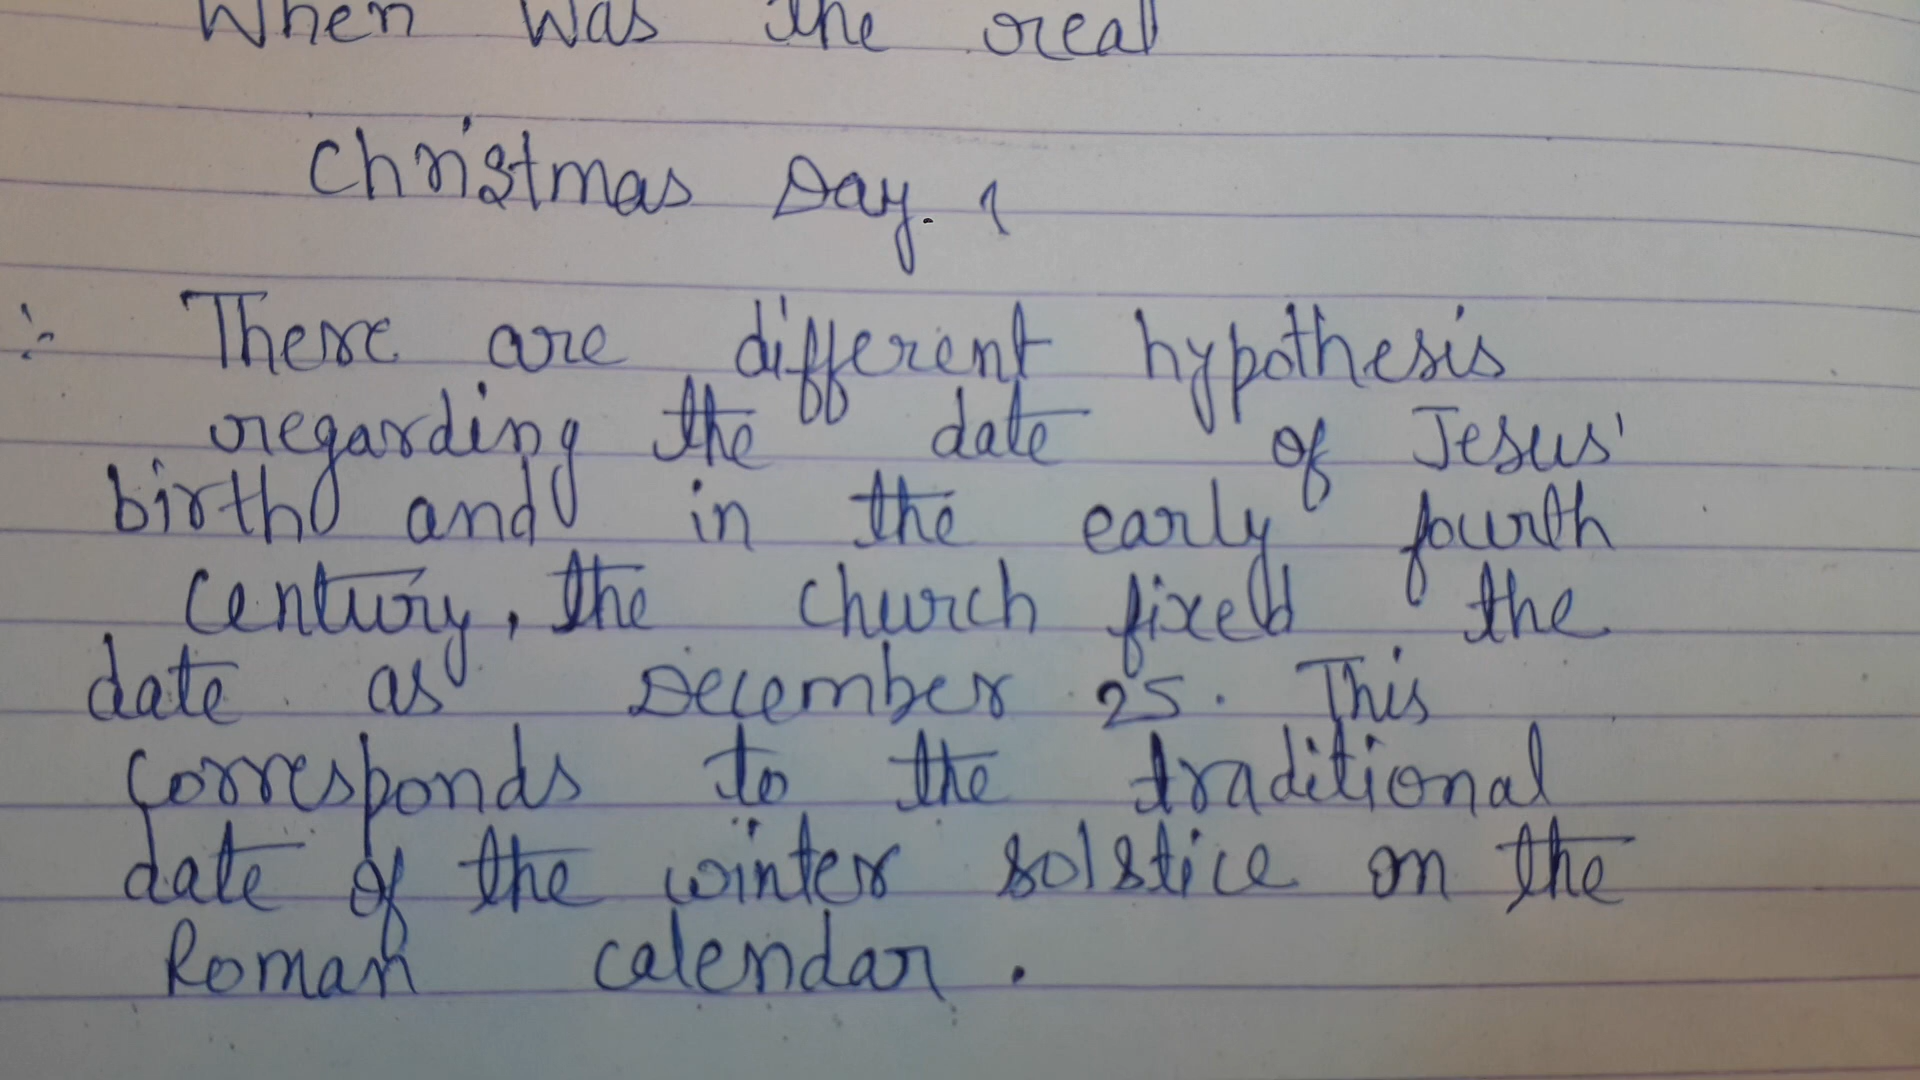 When was the real
Christmas Day.
∴ There are different hypothesis
regarding the date of Jesus'
birth and in the early fourth
century, the church fixed the
date as December 25. This
corresponds to the traditional
date of the winter solstice on the
Roman calendar.